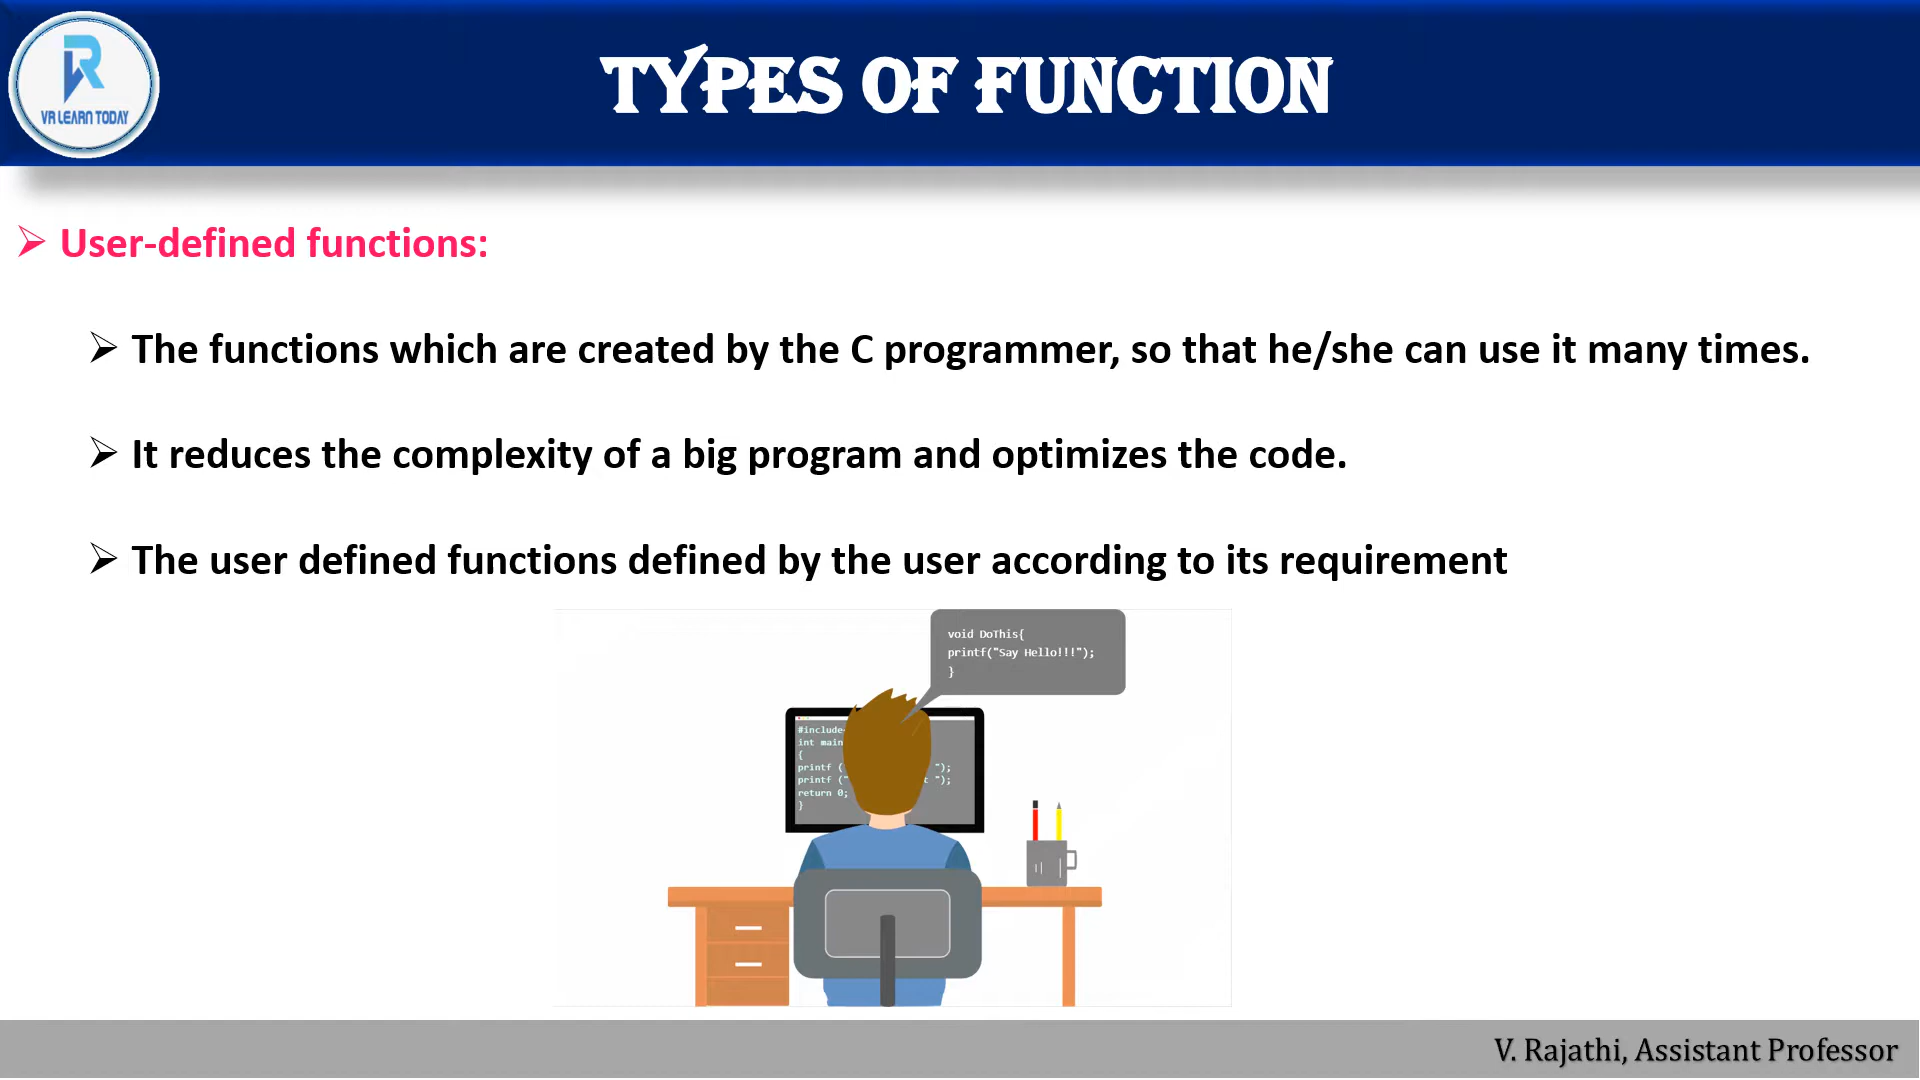 VR LEARN TODAY
TYPES OF FUNCTION
User-defined functions:
The functions which are created by the C programmer, so that he/she can use it many times.
It reduces the complexity of a big program and optimizes the code.
The user defined functions defined by the user according to its requirement
void DoThis{
printf("Say Hello!!!");
}
#include
int main
{
printf ( ");
printf (" t ");
return 0;
}
V. Rajathi, Assistant Professor